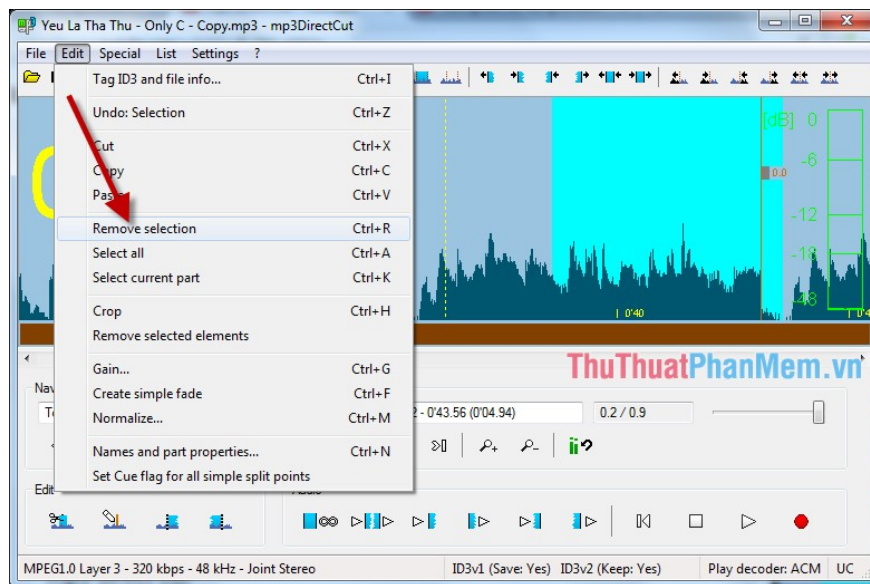 Yeu La Tha Thu - Only C - Copy.mp3 - mp3DirectCut
File Edit Special List Settings ?
Tag ID3 and file info... Ctrl+I
Undo: Selection Ctrl+Z
Cut Ctrl+X
Copy Ctrl+C
Paste Ctrl+V
Remove selection Ctrl+R
Select all Ctrl+A
Select current part Ctrl+K
Crop Ctrl+H
Remove selected elements
Gain... Ctrl+G
Create simple fade Ctrl+F
Normalize... Ctrl+M
Names and part properties... Ctrl+N
Set Cue flag for all simple split points
[dB] 0
-6
0.0
-12
-18
-48
0'40
ThuThuatPhanMem.vn
Nav
- 0'43.56 (0'04.94) 0.2 / 0.9
Edit
MPEG1.0 Layer 3 - 320 kbps - 48 kHz - Joint Stereo ID3v1 (Save: Yes) ID3v2 (Keep: Yes) Play decoder: ACM UC